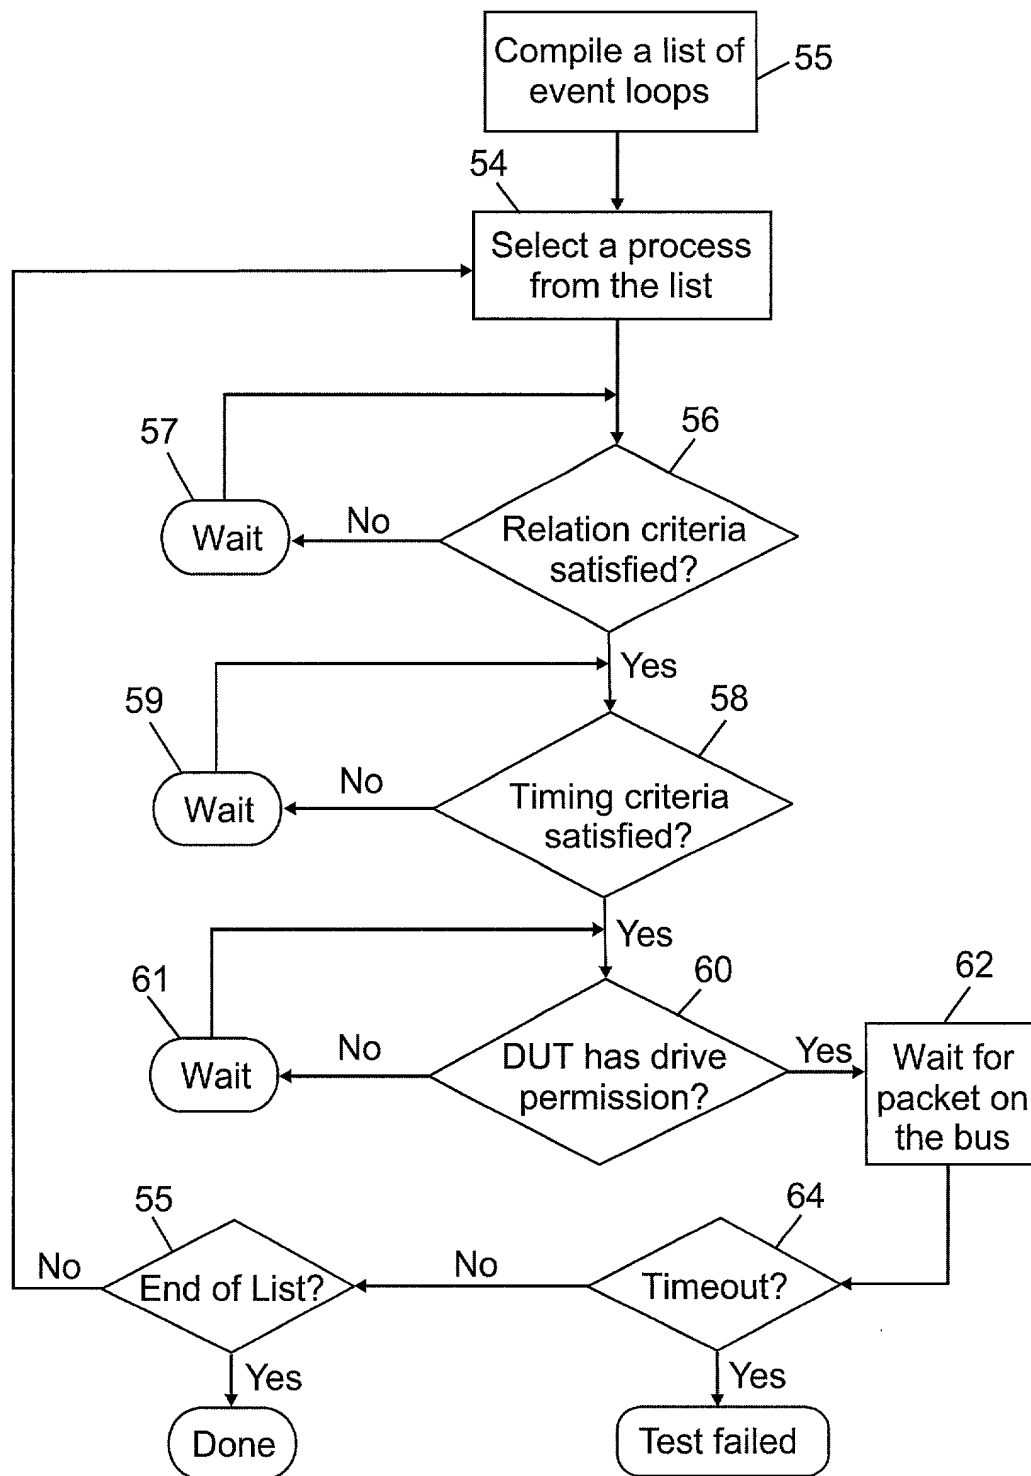 Compile a list of
event loops
55
54
Select a process
from the list
57
56
Wait
No
Relation criteria
satisfied?
Yes
59
58
Wait
No
Timing criteria
satisfied?
Yes
61
60
62
Wait
No
DUT has drive
permission?
Yes
Wait for
packet on
the bus
55
64
No
End of List?
No
Timeout?
Yes
Yes
Done
Test failed